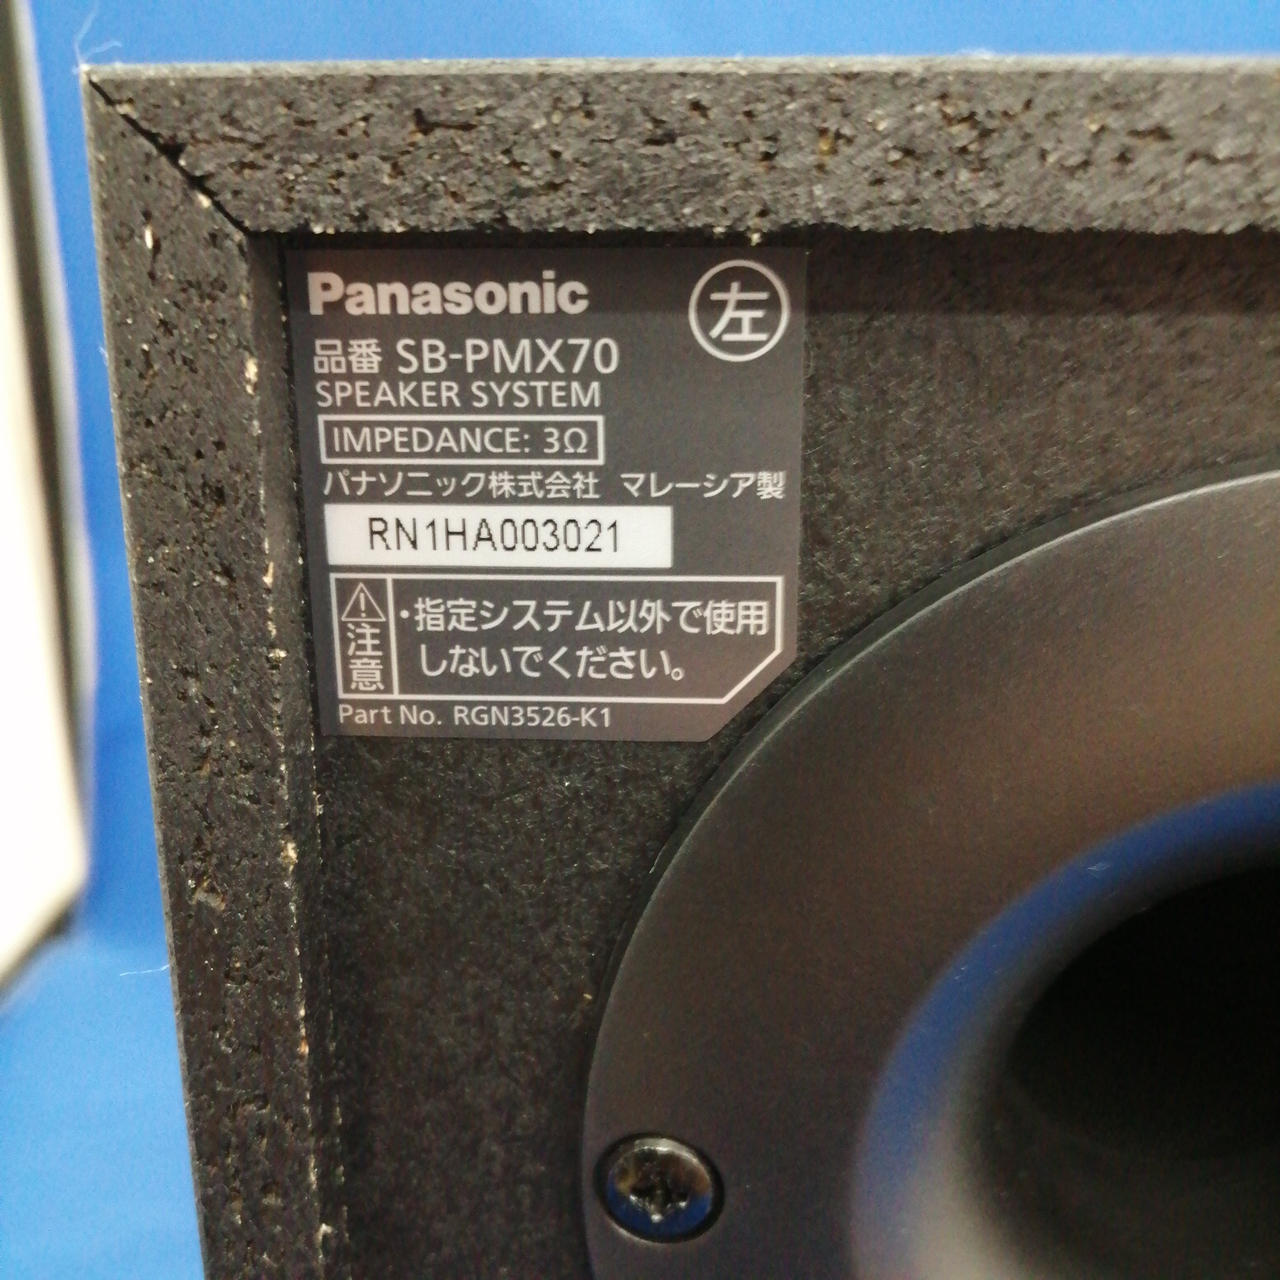 Panasonic
左
品番 SB-PMX70
SPEAKER SYSTEM
IMPEDANCE: 3Ω
パナソニック株式会社 マレーシア製
RN1HA003021
注意
・指定システム以外で使用
しないでください。
Part No. RGN3526-K1